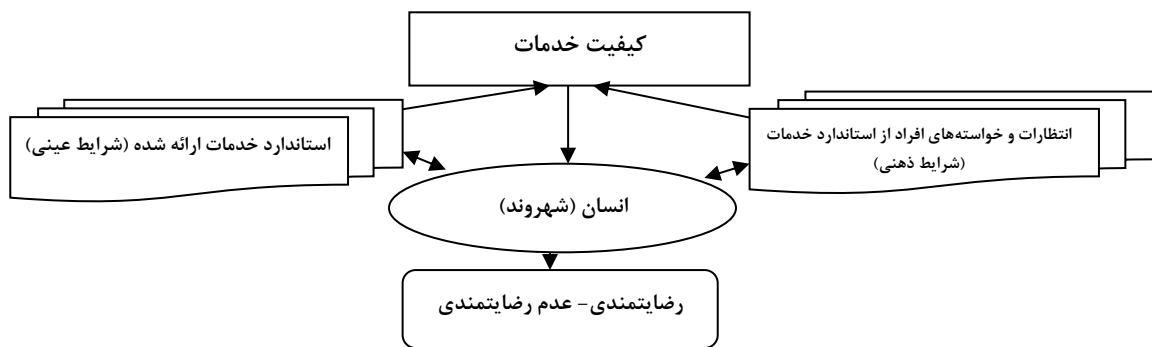 کیفیت خدمات
انتظارات و خواسته‌های افراد از استاندارد خدمات
(شرایط ذهنی)
استاندارد خدمات ارائه شده (شرایط عینی)
انسان (شهروند)
رضایتمندی- عدم رضایتمندی